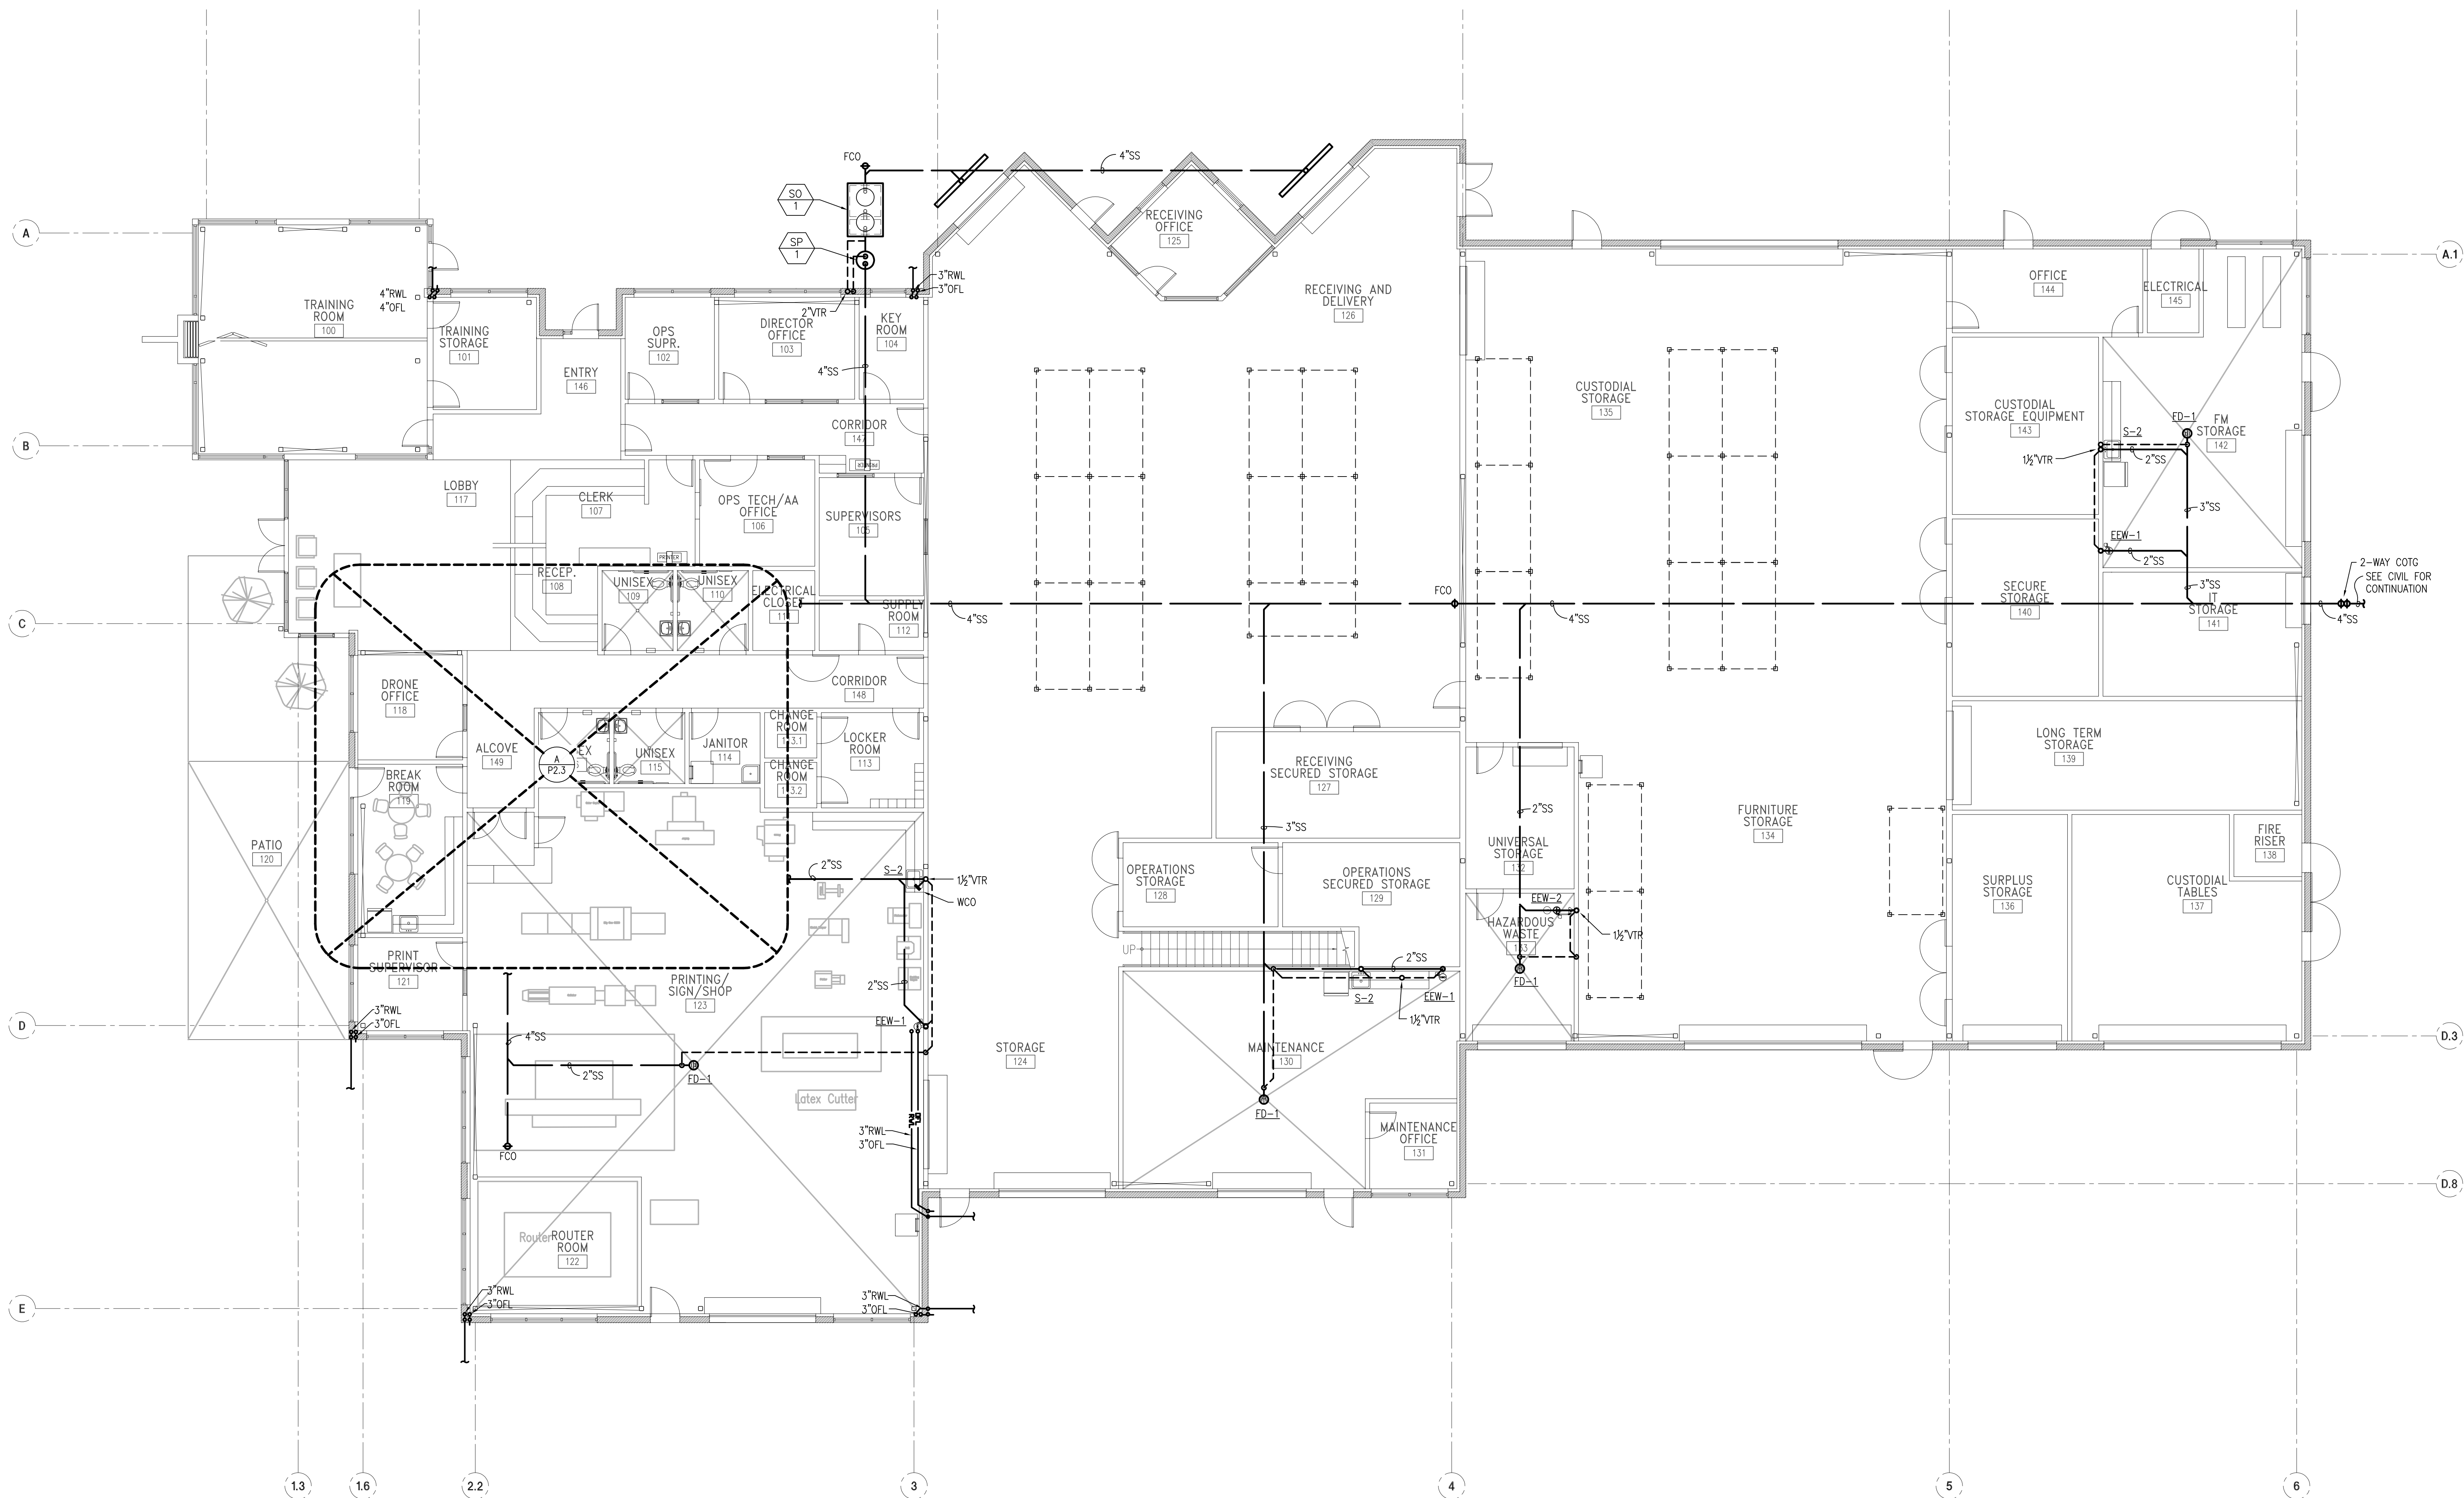 FCO
4"SS
SO
1
SP
1
RECEIVING
OFFICE
125
A
A.1
3"RWL
3"OFL
4"RWL
4"OFL
TRAINING
ROOM
100
TRAINING
STORAGE
101
2"VTR
OPS
SUPR.
102
DIRECTOR
OFFICE
103
KEY
ROOM
104
RECEIVING AND
DELIVERY
126
OFFICE
144
ELECTRICAL
145
ENTRY
146
4"SS
CUSTODIAL
STORAGE
135
CUSTODIAL
STORAGE EQUIPMENT
143
FD-1
FM
STORAGE
142
S-2
1½"VTR
2"SS
B
CORRIDOR
147
PRINTER
LOBBY
117
CLERK
107
OPS TECH/AA
OFFICE
106
SUPERVISORS
105
3"SS
EEW-1
2"SS
PRINTER
RECEP.
108
UNISEX
109
UNISEX
110
ELECTRICAL
CLOSET
SUPPLY
ROOM
112
4"SS
FCO
4"SS
SECURE
STORAGE
140
3"SS
IT
STORAGE
141
2-WAY COTG
SEE CIVIL FOR
CONTINUATION
4"SS
C
DRONE
OFFICE
118
CORRIDOR
148
ALCOVE
149
A
P2.3
EX
UNISEX
115
JANITOR
114
CHANGE
ROOM
113.1
CHANGE
ROOM
113.2
LOCKER
ROOM
113
RECEIVING
SECURED STORAGE
127
LONG TERM
STORAGE
139
BREAK
ROOM
119
PATIO
120
3"SS
2"SS
UNIVERSAL
STORAGE
132
FURNITURE
STORAGE
134
FIRE
RISER
138
2"SS
S-2
1½"VTR
WCO
OPERATIONS
STORAGE
128
OPERATIONS
SECURED STORAGE
129
SURPLUS
STORAGE
136
CUSTODIAL
TABLES
137
EEW-2
HAZARDOUS
WASTE
133
1½"VTR
UP
PRINT
SUPERVISOR
121
PRINTING/
SIGN/SHOP
123
2"SS
2"SS
S-2
EEW-1
1½"VTR
FD-1
3"RWL
3"OFL
D
D.3
EEW-1
4"SS
2"SS
FD-1
STORAGE
124
MAINTENANCE
130
FD-1
Latex Cutter
OFL
RWL
3"RWL
3"OFL
FCO
MAINTENANCE
OFFICE
131
D.8
Router
ROUTER
ROOM
122
3"RWL
3"OFL
3"RWL
3"OFL
E
1.3
1.6
2.2
3
4
5
6